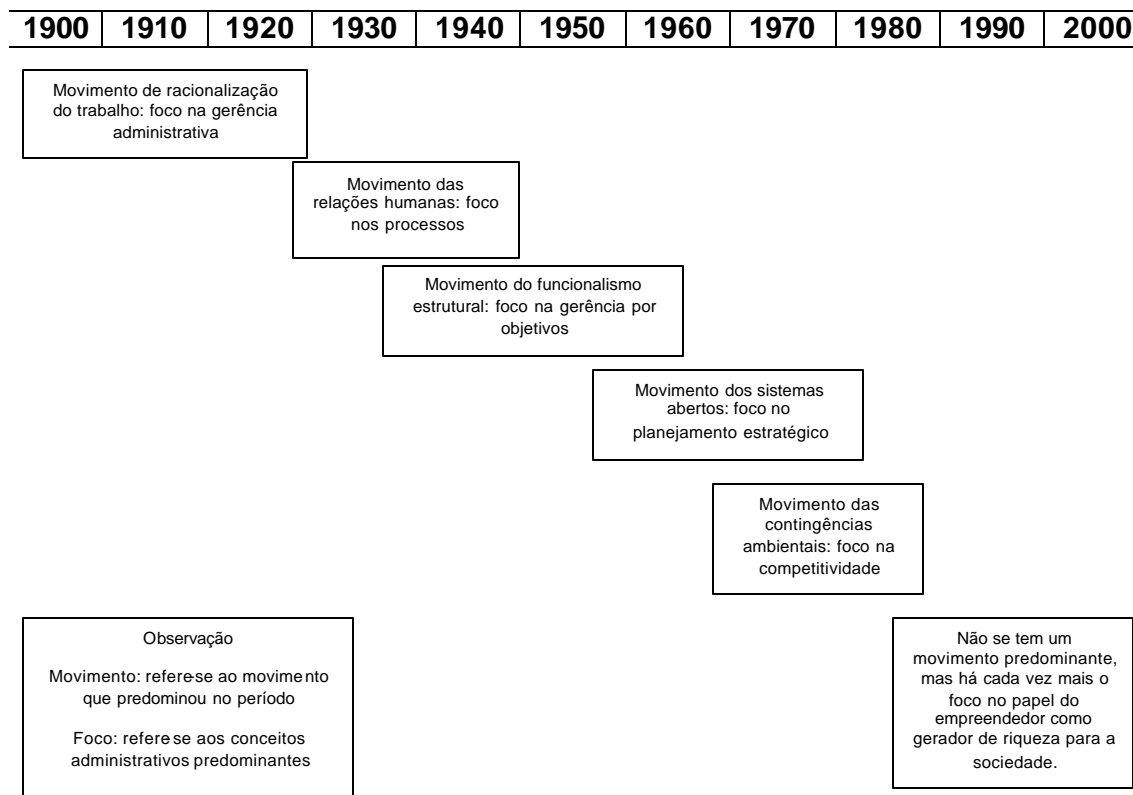 1900 1910 1920 1930 1940 1950 1960 1970 1980 1990 2000
Movimento de racionalização
do trabalho: foco na gerência
administrativa
Movimento das
relações humanas: foco
nos processos
Movimento do funcionalismo
estrutural: foco na gerência por
objetivos
Movimento dos sistemas
abertos: foco no
planejamento estratégico
Movimento das
contingências
ambientais: foco na
competitividade
Observação
Movimento: refere-se ao movimento
que predominou no período
Foco: refere se aos conceitos
administrativos predominantes
Não se tem um
movimento predominante,
mas há cada vez mais o
foco no papel do
empreendedor como
gerador de riqueza para a
sociedade.